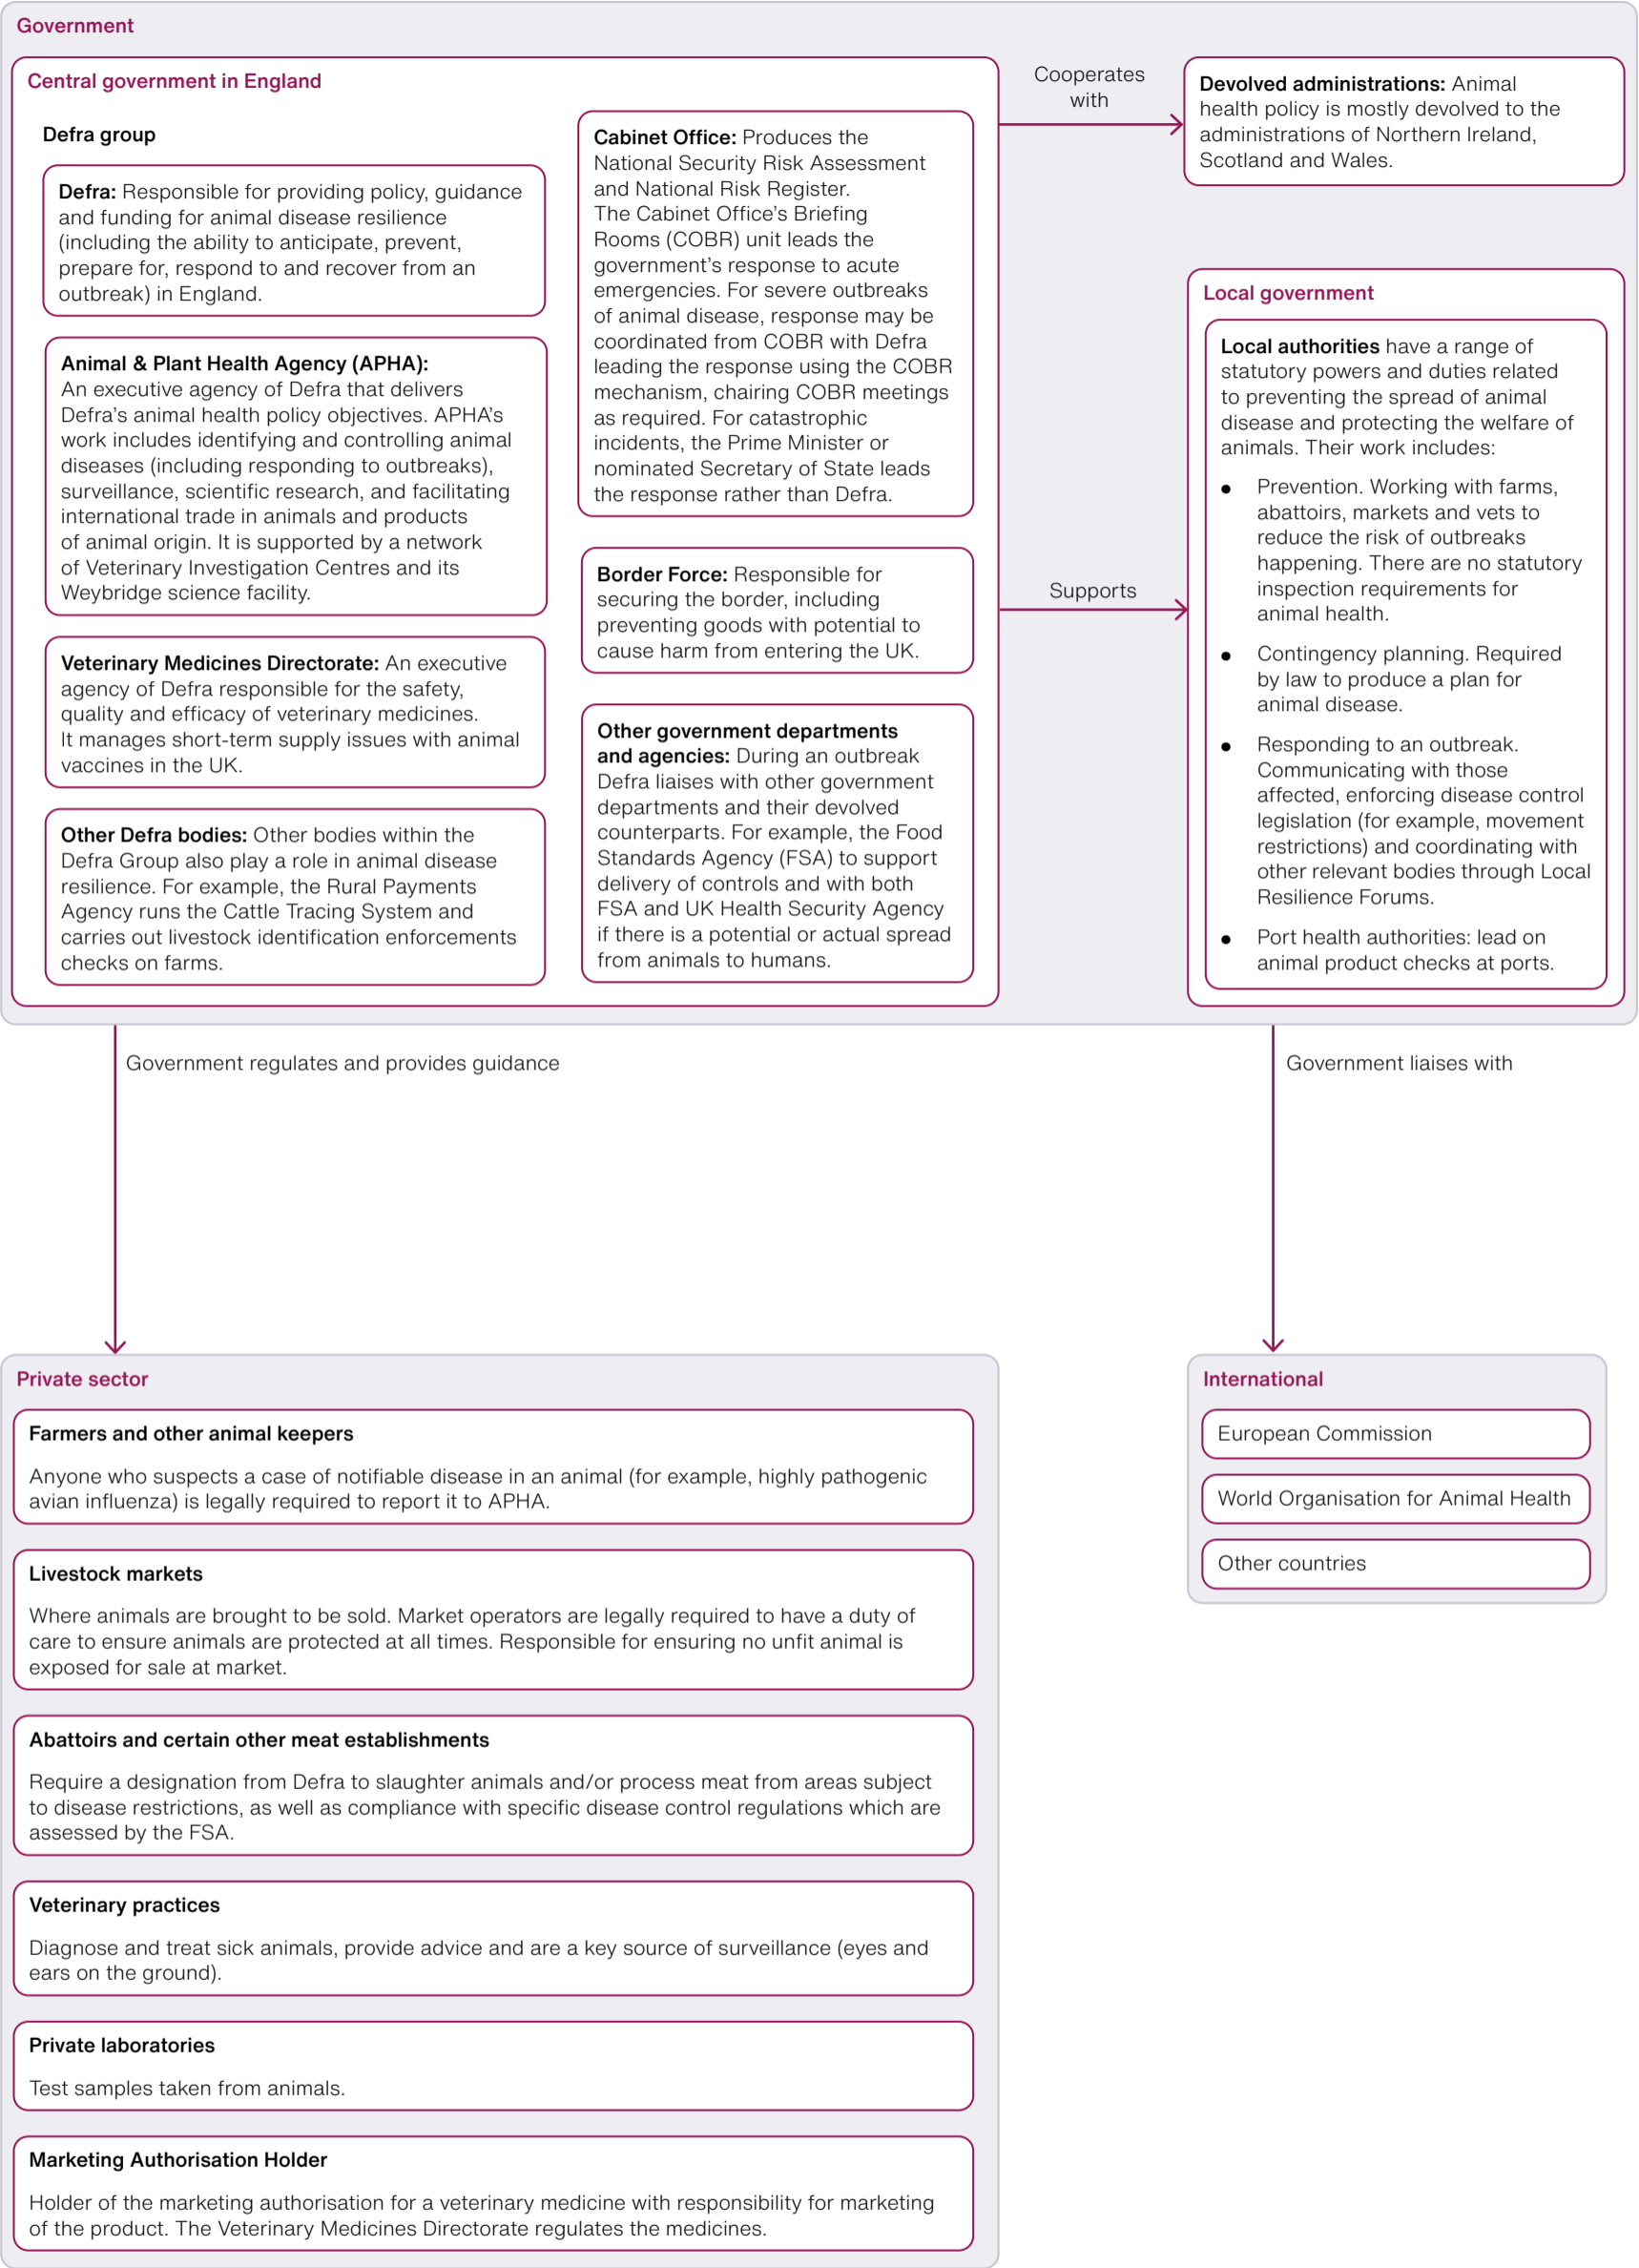 Government
Central government in England
Defra group
Defra: Responsible for providing policy, guidance
and funding for animal disease resilience
(including the ability to anticipate, prevent,
prepare for, respond to and recover from an
outbreak) in England.
Animal & Plant Health Agency (APHA):
An executive agency of Defra that delivers
Defra’s animal health policy objectives. APHA’s
work includes identifying and controlling animal
diseases (including responding to outbreaks),
surveillance, scientific research, and facilitating
international trade in animals and products
of animal origin. It is supported by a network
of Veterinary Investigation Centres and its
Weybridge science facility.
Veterinary Medicines Directorate: An executive
agency of Defra responsible for the safety,
quality and efficacy of veterinary medicines.
It manages short-term supply issues with animal
vaccines in the UK.
Other Defra bodies: Other bodies within the
Defra Group also play a role in animal disease
resilience. For example, the Rural Payments
Agency runs the Cattle Tracing System and
carries out livestock identification enforcements
checks on farms.
Cabinet Office: Produces the
National Security Risk Assessment
and National Risk Register.
The Cabinet Office’s Briefing
Rooms (COBR) unit leads the
government’s response to acute
emergencies. For severe outbreaks
of animal disease, response may be
coordinated from COBR with Defra
leading the response using the COBR
mechanism, chairing COBR meetings
as required. For catastrophic
incidents, the Prime Minister or
nominated Secretary of State leads
the response rather than Defra.
Border Force: Responsible for
securing the border, including
preventing goods with potential to
cause harm from entering the UK.
Other government departments
and agencies: During an outbreak
Defra liaises with other government
departments and their devolved
counterparts. For example, the Food
Standards Agency (FSA) to support
delivery of controls and with both
FSA and UK Health Security Agency
if there is a potential or actual spread
from animals to humans.
Cooperates
with
Devolved administrations: Animal
health policy is mostly devolved to the
administrations of Northern Ireland,
Scotland and Wales.
Supports
Local government
Local authorities have a range of
statutory powers and duties related
to preventing the spread of animal
disease and protecting the welfare of
animals. Their work includes:
● Prevention. Working with farms,
abattoirs, markets and vets to
reduce the risk of outbreaks
happening. There are no statutory
inspection requirements for
animal health.
● Contingency planning. Required
by law to produce a plan for
animal disease.
● Responding to an outbreak.
Communicating with those
affected, enforcing disease control
legislation (for example, movement
restrictions) and coordinating with
other relevant bodies through Local
Resilience Forums.
● Port health authorities: lead on
animal product checks at ports.
Government regulates and provides guidance
Government liaises with
Private sector
Farmers and other animal keepers
Anyone who suspects a case of notifiable disease in an animal (for example, highly pathogenic
avian influenza) is legally required to report it to APHA.
Livestock markets
Where animals are brought to be sold. Market operators are legally required to have a duty of
care to ensure animals are protected at all times. Responsible for ensuring no unfit animal is
exposed for sale at market.
Abattoirs and certain other meat establishments
Require a designation from Defra to slaughter animals and/or process meat from areas subject
to disease restrictions, as well as compliance with specific disease control regulations which are
assessed by the FSA.
Veterinary practices
Diagnose and treat sick animals, provide advice and are a key source of surveillance (eyes and
ears on the ground).
Private laboratories
Test samples taken from animals.
Marketing Authorisation Holder
Holder of the marketing authorisation for a veterinary medicine with responsibility for marketing
of the product. The Veterinary Medicines Directorate regulates the medicines.
International
European Commission
World Organisation for Animal Health
Other countries